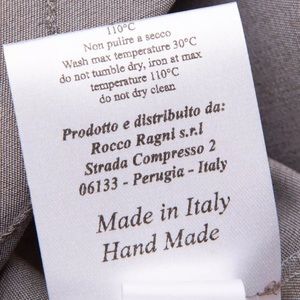 110°C
Non pulire a secco
Wash max temperature 30°C
do not tumble dry, iron at max
temperature 110°C
do not dry clean
Prodotto e distribuito da:
Rocco Ragni s.r.l
Strada Compresso 2
06133 - Perugia - Italy
Made in Italy
Hand Made